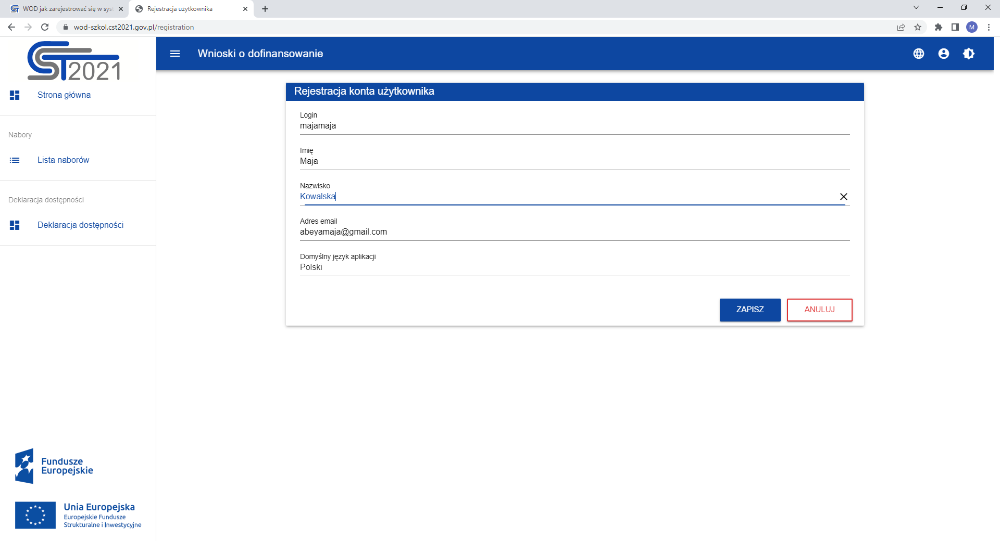 WOD jak zarejestrować się w syst
Rejestracja użytkownika
wod-szkol.cst2021.gov.pl/registration
M
CST2021
Wnioski o dofinansowanie
Strona główna
Nabory
Lista naborów
Deklaracja dostępności
Deklaracja dostępności
Rejestracja konta użytkownika
Login
majamaja
Imię
Maja
Nazwisko
Kowalska
Adres email
abeyamaja@gmail.com
Domyślny język aplikacji
Polski
ZAPISZ
ANULUJ
Fundusze
Europejskie
Unia Europejska
Europejskie Fundusze
Strukturalne i Inwestycyjne